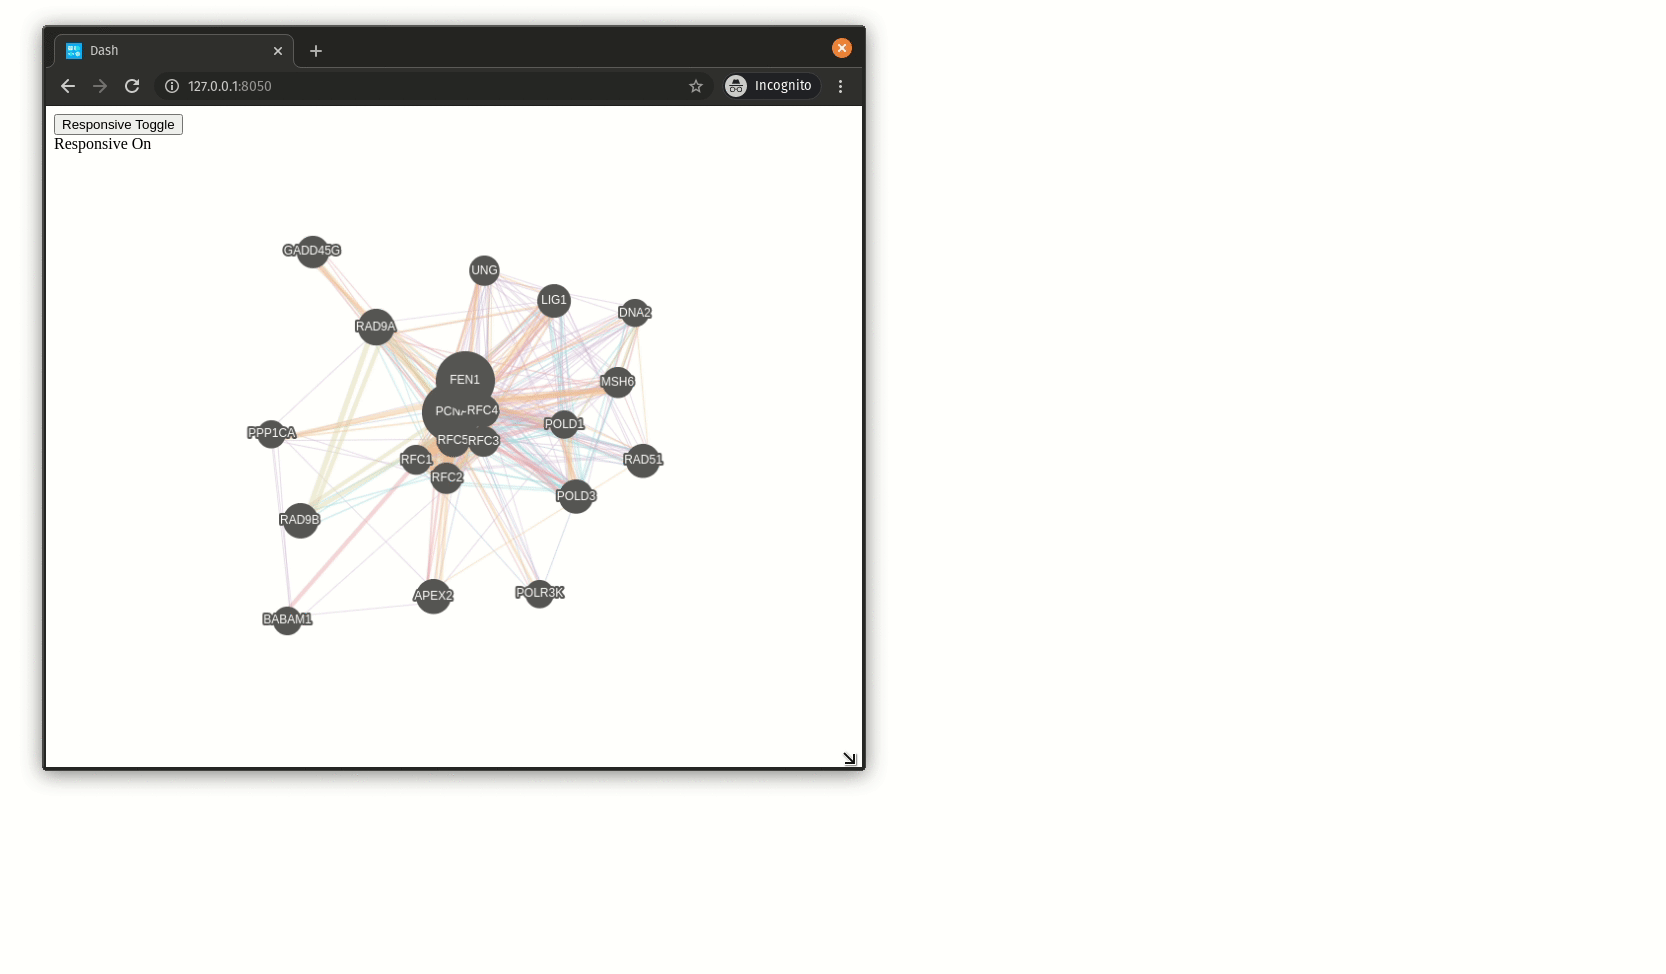 Dash
127.0.0.1:8050
Incognito
Responsive Toggle
Responsive On
GADD45G
UNG
LIG1
DNA2
RAD9A
FEN1
MSH6
RFC4
POLD1
PPP1CA
RFC5
RFC3
RFC1
RAD51
RFC2
POLD3
RAD9B
APEX2
POLR3K
BABAM1